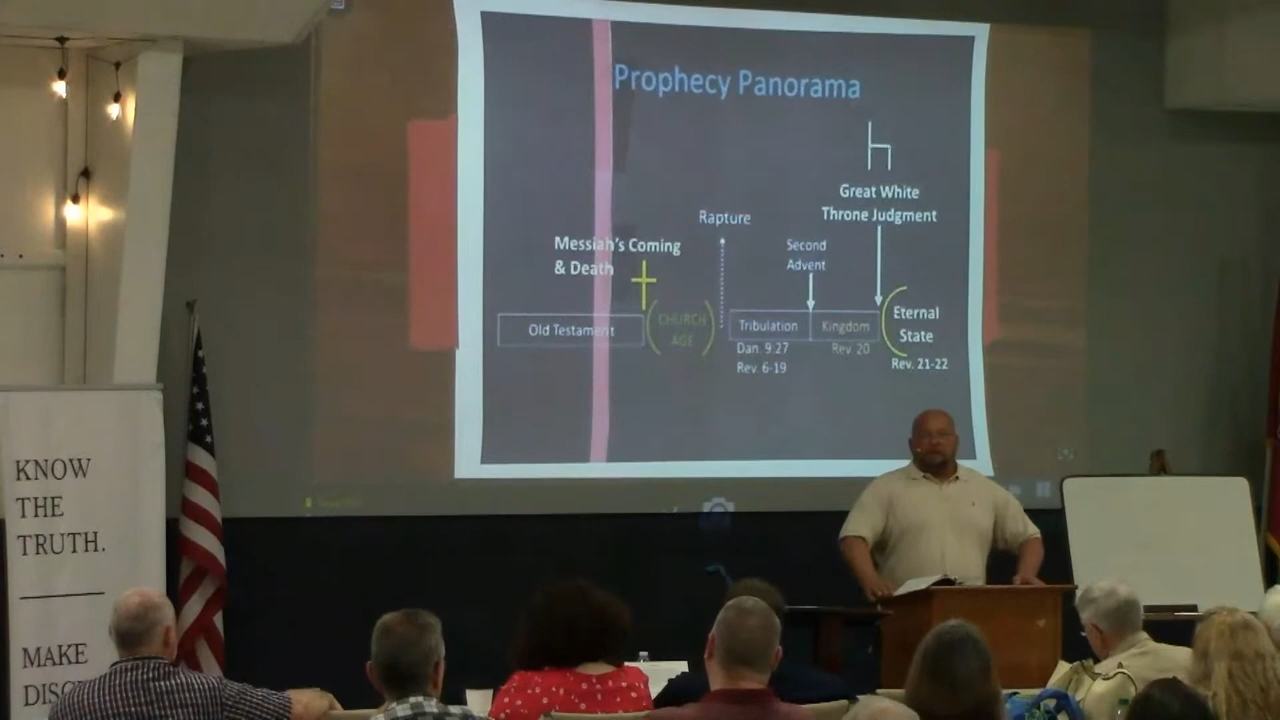 Prophecy Panorama
Great White
Throne Judgment
Rapture
Messiah's Coming
& Death
Second
Advent
Old Testament
CHURCH
AGE
Tribulation
Kingdom
Eternal
State
Dan. 9:27
Rev. 6-19
Rev. 20
Rev. 21-22
KNOW
THE
TRUTH.
MAKE